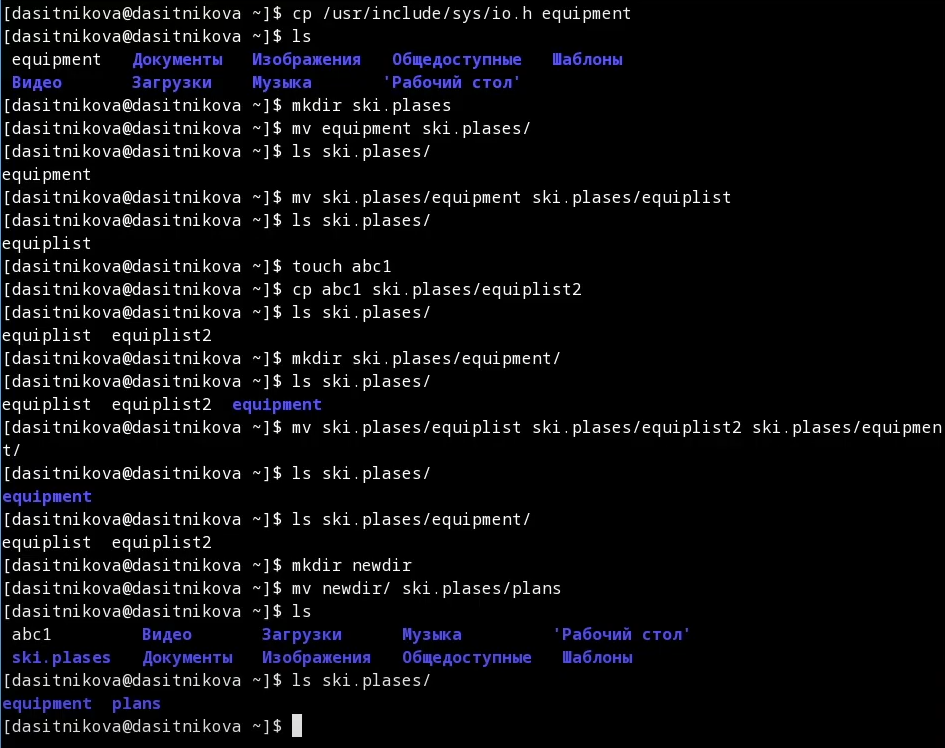 [dasitnikova@dasitnikova ~]$ cp /usr/include/sys/io.h equipment
[dasitnikova@dasitnikova ~]$ ls
equipment Документы Изображения Общедоступные Шаблоны
Видео Загрузки Музыка 'Рабочий стол'
[dasitnikova@dasitnikova ~]$ mkdir ski.plases
[dasitnikova@dasitnikova ~]$ mv equipment ski.plases/
[dasitnikova@dasitnikova ~]$ ls ski.plases/
equipment
[dasitnikova@dasitnikova ~]$ mv ski.plases/equipment ski.plases/equiplist
[dasitnikova@dasitnikova ~]$ ls ski.plases/
equiplist
[dasitnikova@dasitnikova ~]$ touch abc1
[dasitnikova@dasitnikova ~]$ cp abc1 ski.plases/equiplist2
[dasitnikova@dasitnikova ~]$ ls ski.plases/
equiplist equiplist2
[dasitnikova@dasitnikova ~]$ mkdir ski.plases/equipment/
[dasitnikova@dasitnikova ~]$ ls ski.plases/
equiplist equiplist2 equipment
[dasitnikova@dasitnikova ~]$ mv ski.plases/equiplist ski.plases/equiplist2 ski.plases/equipmen
t/
[dasitnikova@dasitnikova ~]$ ls ski.plases/
equipment
[dasitnikova@dasitnikova ~]$ ls ski.plases/equipment/
equiplist equiplist2
[dasitnikova@dasitnikova ~]$ mkdir newdir
[dasitnikova@dasitnikova ~]$ mv newdir/ ski.plases/plans
[dasitnikova@dasitnikova ~]$ ls
abc1 Видео Загрузки Музыка 'Рабочий стол'
ski.plases Документы Изображения Общедоступные Шаблоны
[dasitnikova@dasitnikova ~]$ ls ski.plases/
equipment plans
[dasitnikova@dasitnikova ~]$